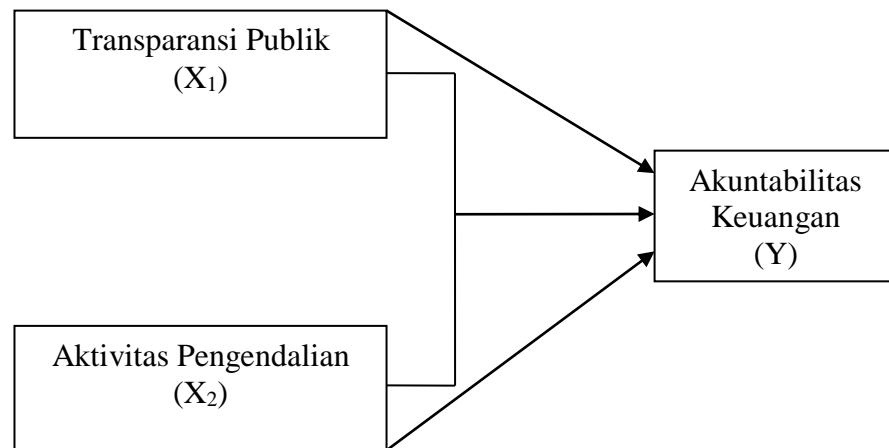 Transparansi Publik
(X₁)
Akuntabilitas
Keuangan
(Y)
Aktivitas Pengendalian
(X₂)